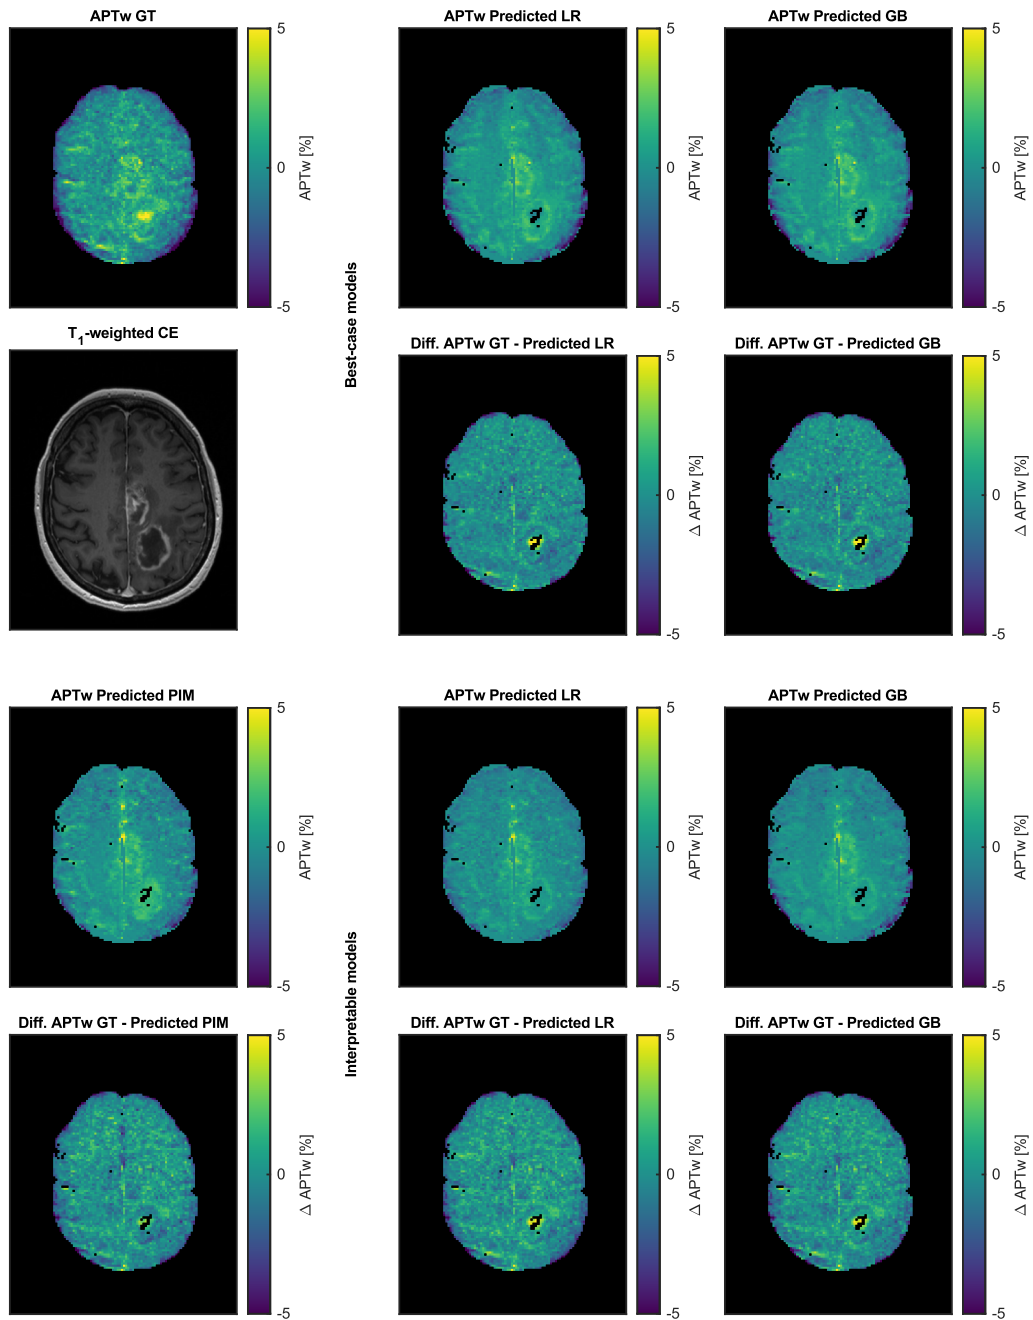 APTw GT
5
0
-5
APTw [%]
APTw Predicted LR
5
0
-5
APTw [%]
APTw Predicted GB
5
0
-5
APTw [%]
Best-case models
T1-weighted CE
Diff. APTw GT - Predicted LR
5
0
-5
Δ APTw [%]
Diff. APTw GT - Predicted GB
5
0
-5
Δ APTw [%]
APTw Predicted PIM
5
0
-5
APTw [%]
APTw Predicted LR
5
0
-5
APTw [%]
APTw Predicted GB
5
0
-5
APTw [%]
Interpretable models
Diff. APTw GT - Predicted PIM
5
0
-5
Δ APTw [%]
Diff. APTw GT - Predicted LR
5
0
-5
Δ APTw [%]
Diff. APTw GT - Predicted GB
5
0
-5
Δ APTw [%]